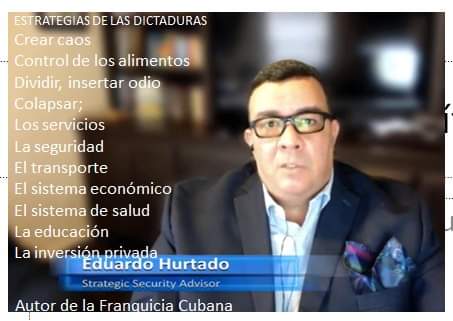 ESTRATEGIAS DE LAS DICTADURAS
Crear caos
Control de los alimentos
Dividir, insertar odio
Colapsar;
Los servicios
La seguridad
El transporte
El sistema económico
El sistema de salud
La educación
La inversión privada
Eduardo Hurtado
Strategic Security Advisor
Autor de la Franquicia Cubana